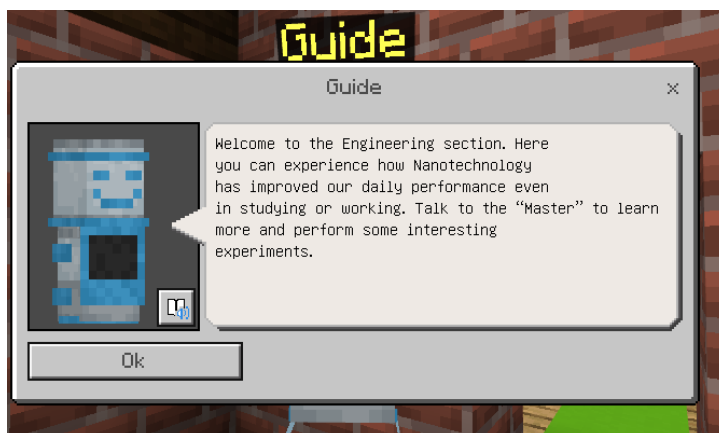 Guide
Guide
Welcome to the Engineering section. Here
you can experience how Nanotechnology
has improved our daily performance even
in studying or working. Talk to the “Master” to learn
more and perform some interesting
experiments.
Ok